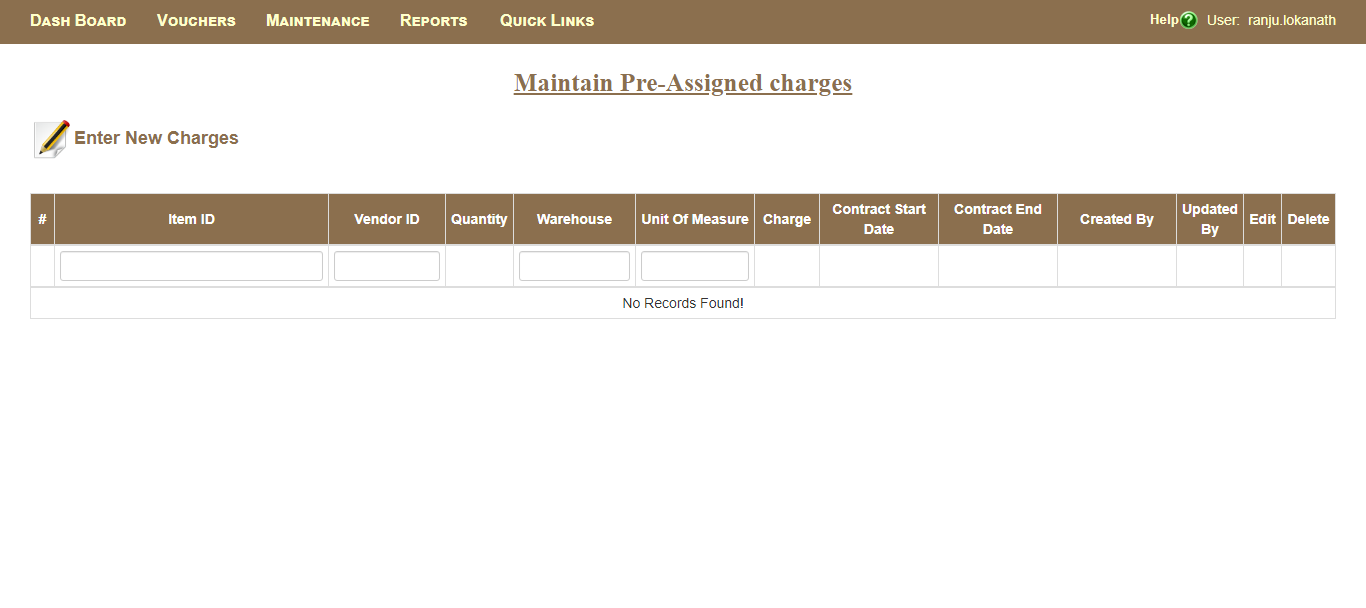 Dash Board Vouchers Maintenance Reports Quick Links Help? User: ranju.lokanath
Maintain Pre-Assigned charges
Enter New Charges
# Item ID Vendor ID Quantity Warehouse Unit Of Measure Charge Contract Start Date Contract End Date Created By Updated By Edit Delete
No Records Found!